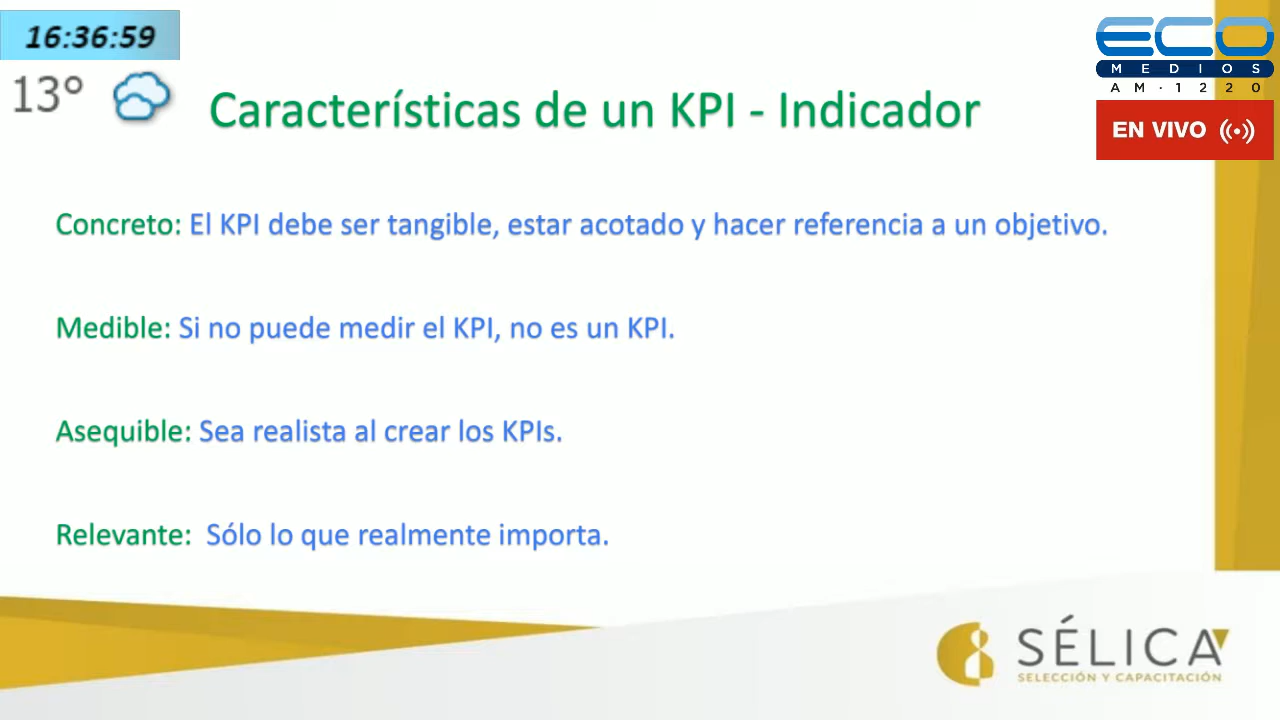 16:36:59
13°
ECO
MEDIOS
AM·1220
EN VIVO
Características de un KPI - Indicador
Concreto: El KPI debe ser tangible, estar acotado y hacer referencia a un objetivo.
Medible: Si no puede medir el KPI, no es un KPI.
Asequible: Sea realista al crear los KPIs.
Relevante: Sólo lo que realmente importa.
SÉLICA
SELECCIÓN Y CAPACITACIÓN